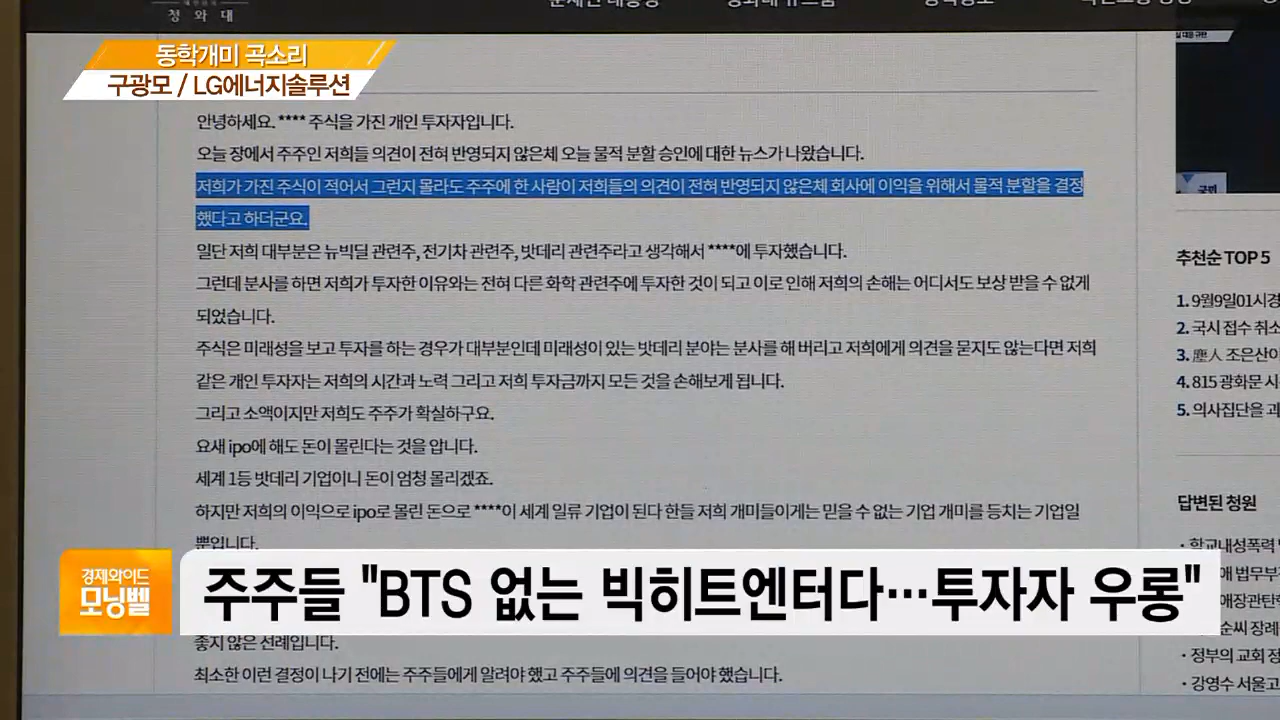 청 와 대
동학개미 곡소리
구광모 / LG에너지솔루션
안녕하세요. **** 주식을 가진 개인 투자자입니다.
오늘 장에서 주주인 저희들 의견이 전혀 반영되지 않은체 오늘 물적 분할 승인에 대한 뉴스가 나왔습니다.
저희가 가진 주식이 적어서 그런지 몰라도 주주에 한 사람이 저희들의 의견이 전혀 반영되지 않은체 회사에 이익을 위해서 물적 분할을 결정
했다고 하더군요.
일단 저희 대부분은 뉴빅딜 관련주, 전기차 관련주, 밧데리 관련주라고 생각해서 ****에 투자했습니다.
그런데 분사를 하면 저희가 투자한 이유와는 전혀 다른 화학 관련주에 투자한 것이 되고 이로 인해 저희의 손해는 어디서도 보상 받을 수 없게
되었습니다.
주식은 미래성을 보고 투자를 하는 경우가 대부분인데 미래성이 있는 밧데리 분야는 분사를 해 버리고 저희에게 의견을 묻지도 않는다면 저희
같은 개인 투자자는 저희의 시간과 노력 그리고 저희 투자금까지 모든 것을 손해보게 됩니다.
그리고 소액이지만 저희도 주주가 확실하구요.
요새 ipo에 해도 돈이 몰린다는 것을 압니다.
세계 1등 밧데리 기업이니 돈이 엄청 몰리겠죠.
하지만 저희의 이익으로 ipo로 몰린 돈으로 ****이 세계 일류 기업이 된다 한들 저희 개미들이게는 믿을 수 없는 기업 개미를 등치는 기업일
뿐입니다.
경제와이드
모닝벨
주주들 "BTS 없는 빅히트엔터다…투자자 우롱"
좋지 않은 선례입니다.
최소한 이런 결정이 나기 전에는 주주들에게 알려야 했고 주주들에 의견을 들어야 했습니다.
국민
추천순 TOP 5
1. 9월9일01시경
2. 국시 접수 취소
3. 塵人 조은산이
4. 815 광화문 시
5. 의사집단을 괴
답변된 청원
· 학교내성폭력
애 법무부
애장관탄핵
순씨 장례
· 정부의 교회 정
· 강영수 서울고